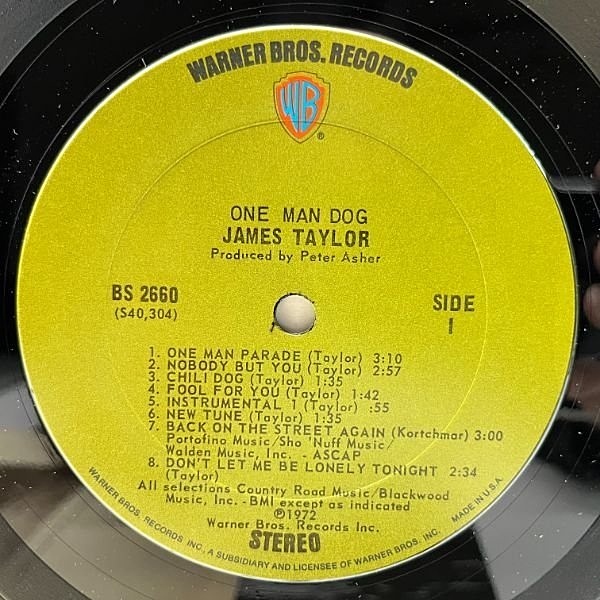 WARNER BROS. RECORDS
WB
®
ONE MAN DOG
JAMES TAYLOR
Produced by Peter Asher
BS 2660
(S40,304)
SIDE
1
1. ONE MAN PARADE (Taylor) 3:10
2. NOBODY BUT YOU (Taylor) 2:57
3. CHILI DOG (Taylor) 1:35
4. FOOL FOR YOU (Taylor) 1:42
5. INSTRUMENTAL 1 (Taylor) :55
6. NEW TUNE (Taylor) 1:35
7. BACK ON THE STREET AGAIN (Kortchmar) 3:00
Portofino Music/Sho 'Nuff Music/
Walden Music, Inc. - ASCAP
8. DON'T LET ME BE LONELY TONIGHT 2:34
(Taylor)
All selections Country Road Music/Blackwood
Music, Inc. - BMI except as indicated
℗1972
Warner Bros. Records Inc.
STEREO
WARNER BROS. RECORDS INC., A SUBSIDIARY AND LICENSEE OF WARNER BROS. INC. MADE IN U.S.A.